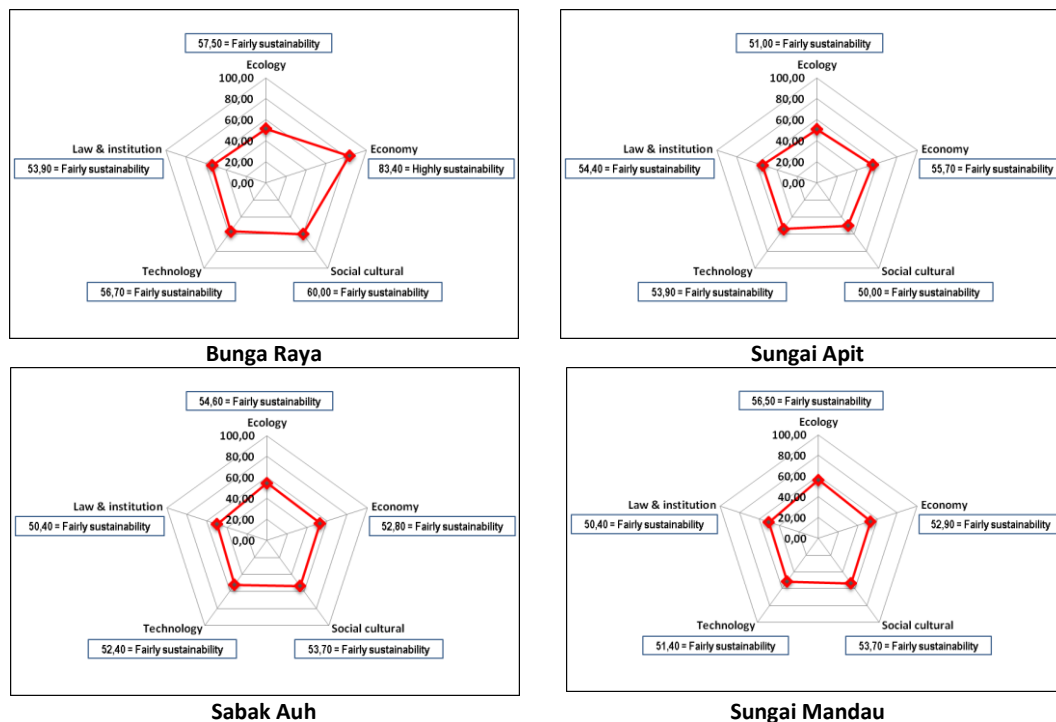 57,50 = Fairly sustainability
Ecology
100,00
80,00
60,00
40,00
20,00
0,00
Law & institution
53,90 = Fairly sustainability
Economy
83,40 = Highly sustainability
Technology
56,70 = Fairly sustainability
Social cultural
60,00 = Fairly sustainability
Bunga Raya
51,00 = Fairly sustainability
Ecology
100,00
80,00
60,00
40,00
20,00
0,00
Law & institution
54,40 = Fairly sustainability
Economy
55,70 = Fairly sustainability
Technology
53,90 = Fairly sustainability
Social cultural
50,00 = Fairly sustainability
Sungai Apit
54,60 = Fairly sustainability
Ecology
100,00
80,00
60,00
40,00
20,00
0,00
Law & institution
50,40 = Fairly sustainability
Economy
52,80 = Fairly sustainability
Technology
52,40 = Fairly sustainability
Social cultural
53,70 = Fairly sustainability
Sabak Auh
56,50 = Fairly sustainability
Ecology
100,00
80,00
60,00
40,00
20,00
0,00
Law & institution
50,40 = Fairly sustainability
Economy
52,90 = Fairly sustainability
Technology
51,40 = Fairly sustainability
Social cultural
53,70 = Fairly sustainability
Sungai Mandau